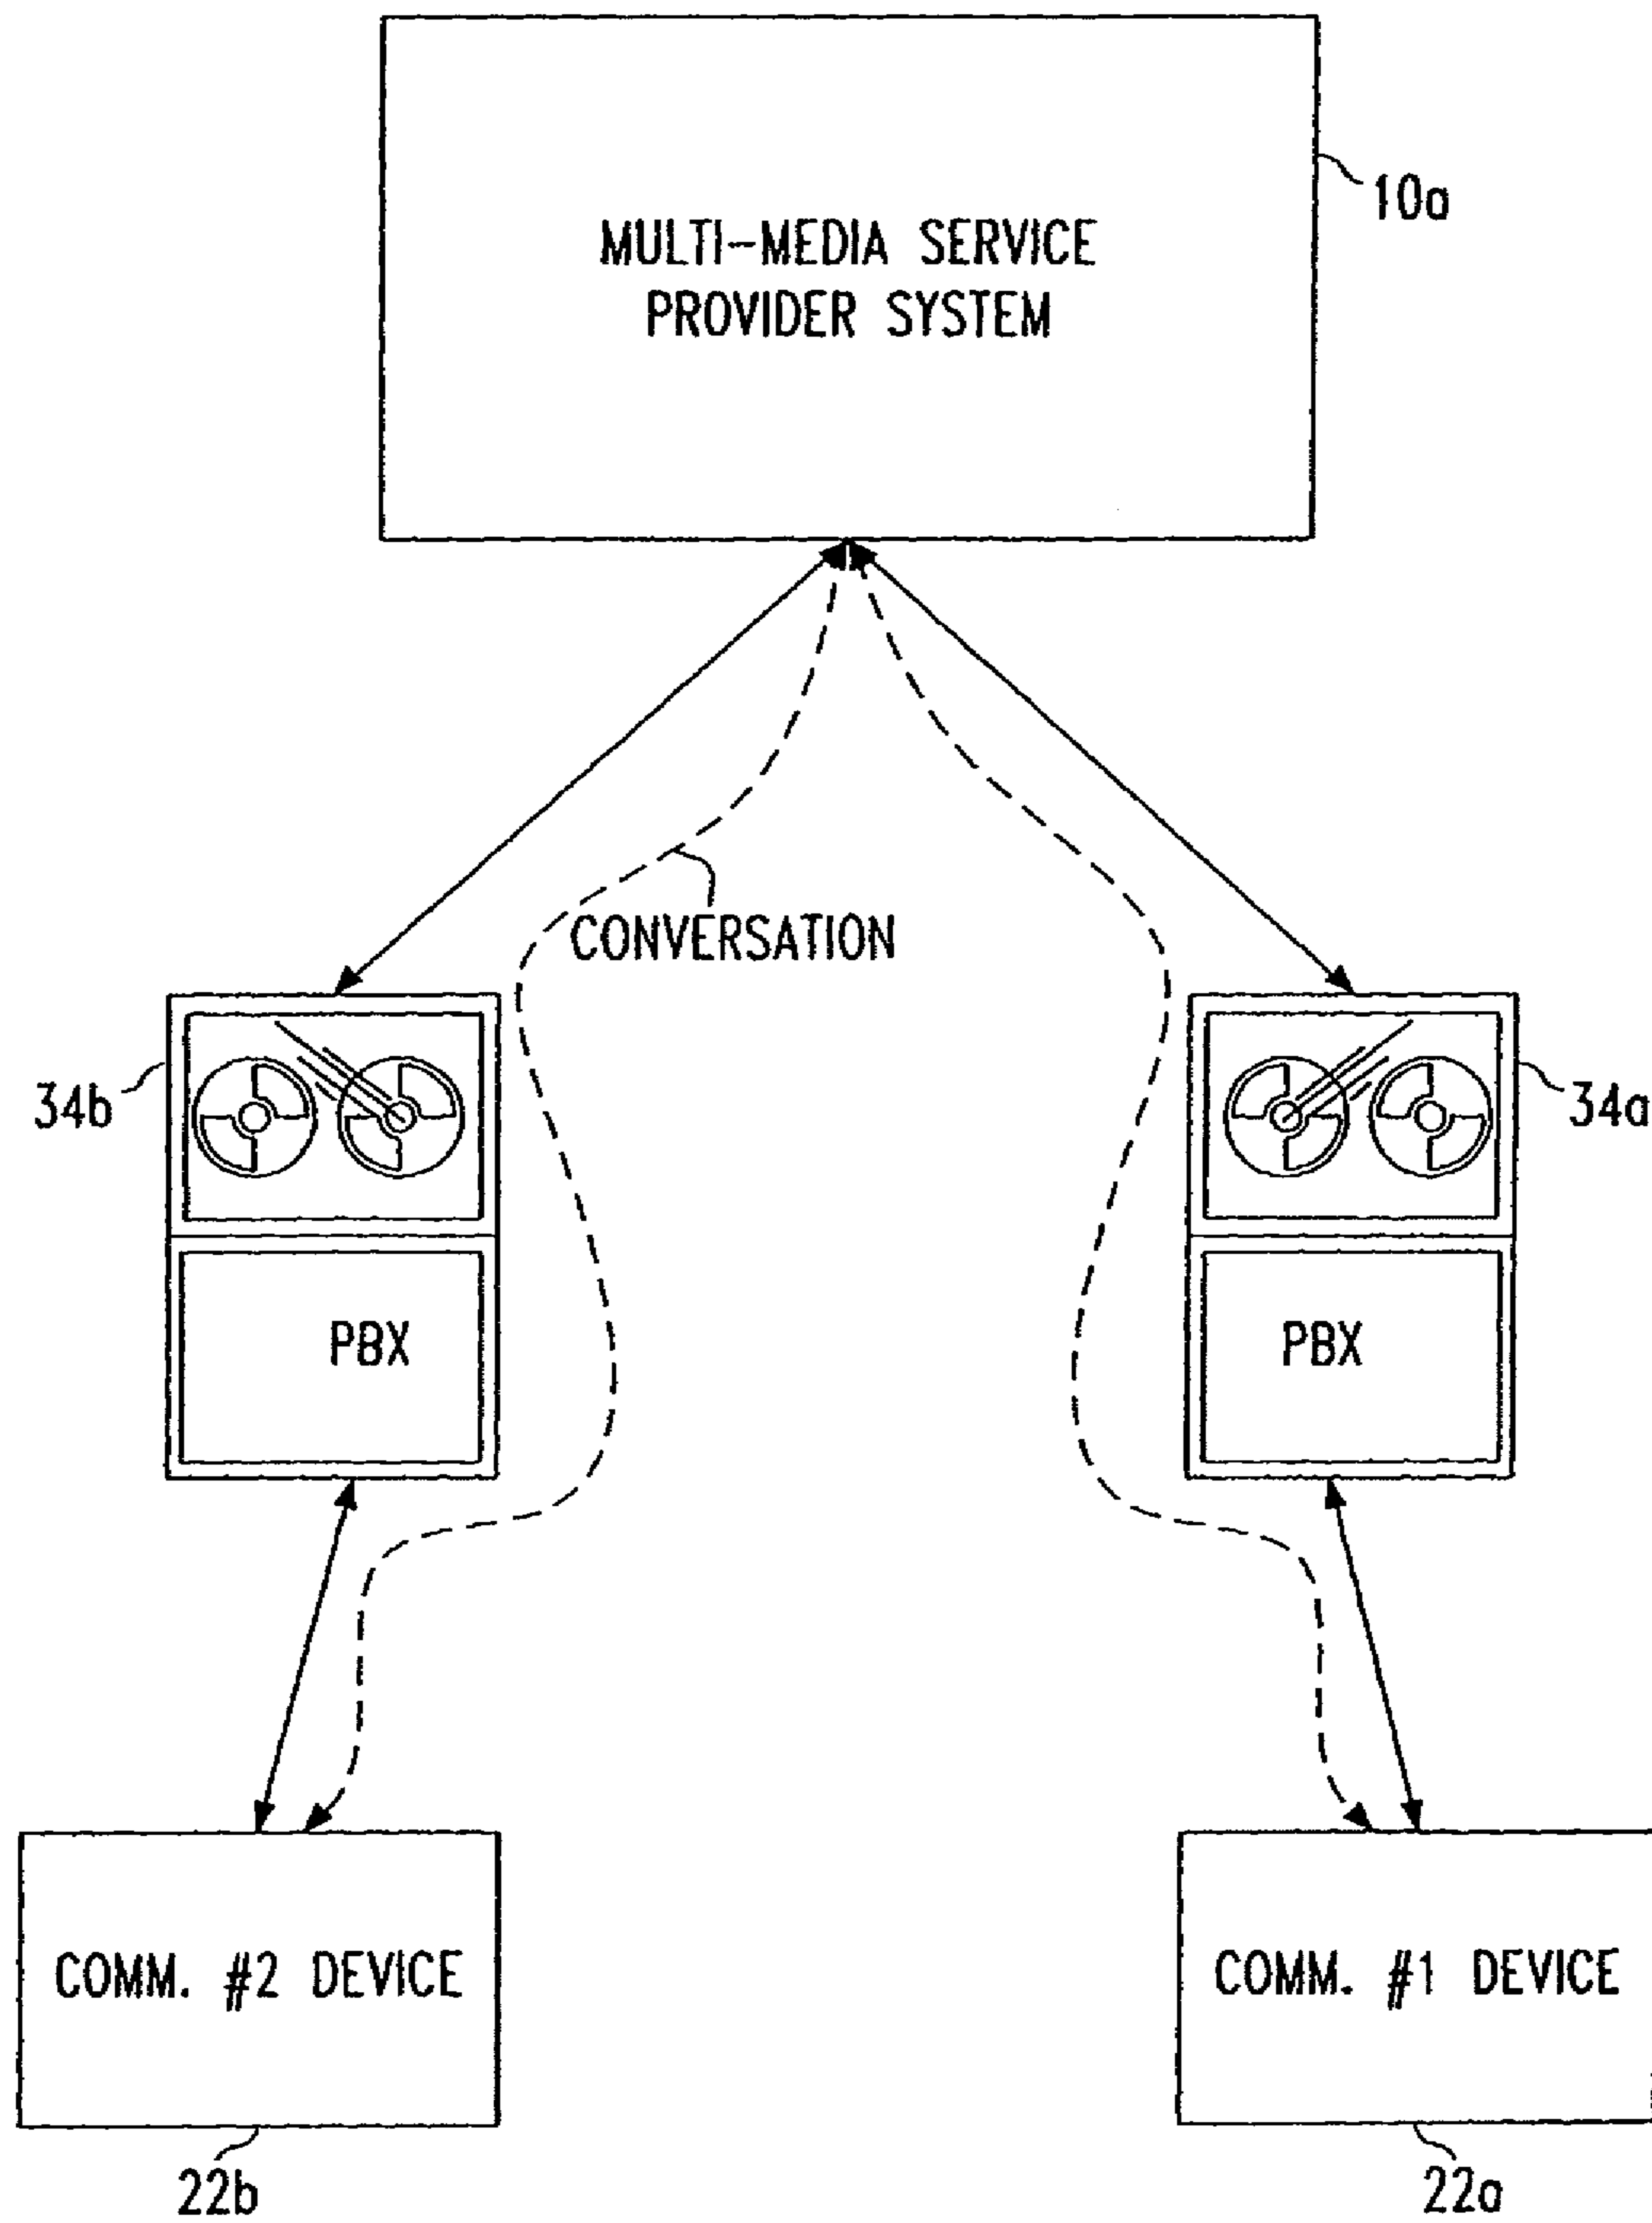 MULTI-MEDIA SERVICE
PROVIDER SYSTEM
10a
CONVERSATION
34b
34a
PBX
PBX
COMM. #2 DEVICE
COMM. #1 DEVICE
22b
22a